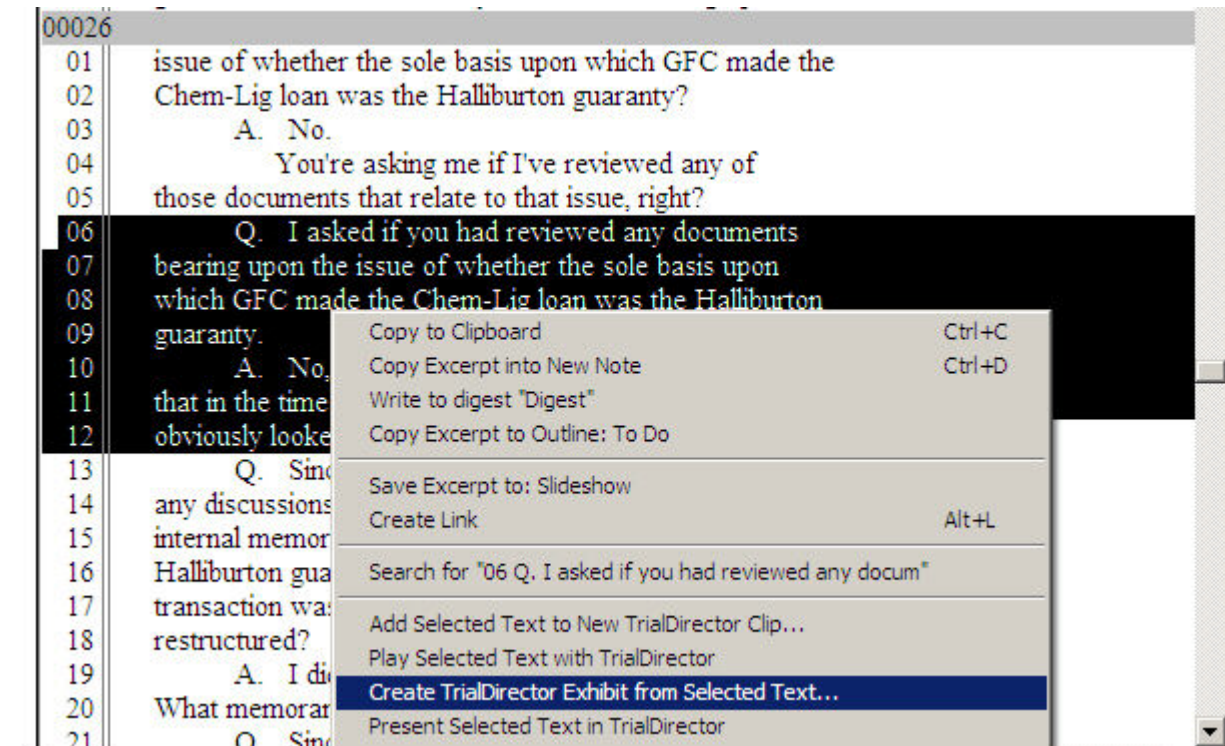 00026
01 issue of whether the sole basis upon which GFC made the
02 Chem-Lig loan was the Halliburton guaranty?
03 A. No.
04 You're asking me if I've reviewed any of
05 those documents that relate to that issue, right?
06 Q. I asked if you had reviewed any documents
07 bearing upon the issue of whether the sole basis upon
08 which GFC made the Chem-Lig loan was the Halliburton
09 guaranty.
10 A. No,
11 that in the time
12 obviously looke
13 Q. Sinc
14 any discussions
15 internal memor
16 Halliburton gua
17 transaction was
18 restructured?
19 A. I di
20 What memoran
21 Q. Sinc
Copy to Clipboard Ctrl+C
Copy Excerpt into New Note Ctrl+D
Write to digest "Digest"
Copy Excerpt to Outline: To Do
Save Excerpt to: Slideshow
Create Link Alt+L
Search for "06 Q. I asked if you had reviewed any docum"
Add Selected Text to New TrialDirector Clip...
Play Selected Text with TrialDirector
Create TrialDirector Exhibit from Selected Text...
Present Selected Text in TrialDirector